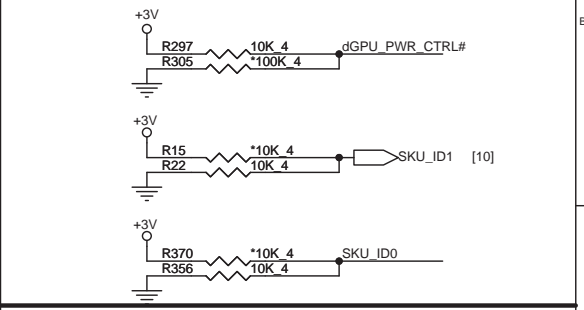 +3V
R297 10K_4 dGPU_PWR_CTRL#
R305 *100K_4
+3V
R15 *10K_4
SKU_ID1 [10]
R22 10K_4
+3V
R370 *10K_4 SKU_ID0
R356 10K_4